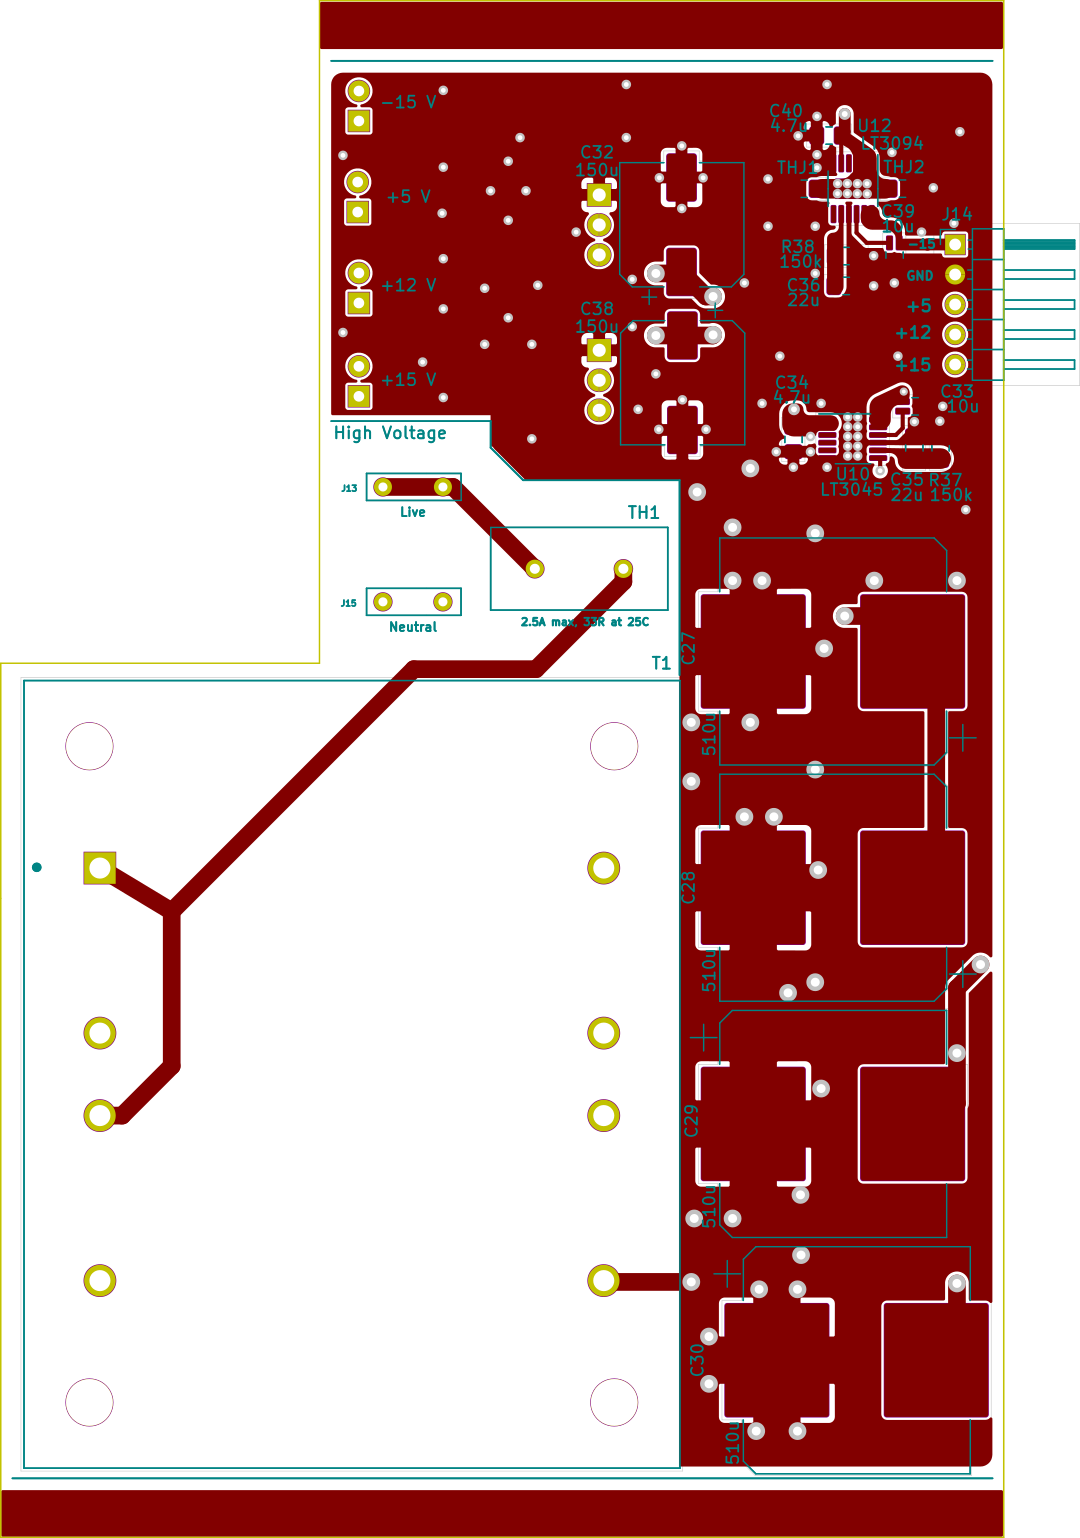 -15 V
C40
4.7u
U12
LT3094
C32
150u
THJ1
THJ2
+5 V
C39
10u
J14
-15
R38
150k
GND
+12 V
C36
22u
+5
C38
150u
+12
+15
+15 V
C34
4.7u
C33
10u
High Voltage
U10
LT3045
C35
22u
R37
150k
J13
Live
TH1
J15
Neutral
2.5A max, 33R at 25C
T1
C27
510u
C28
510u
C29
510u
C30
510u